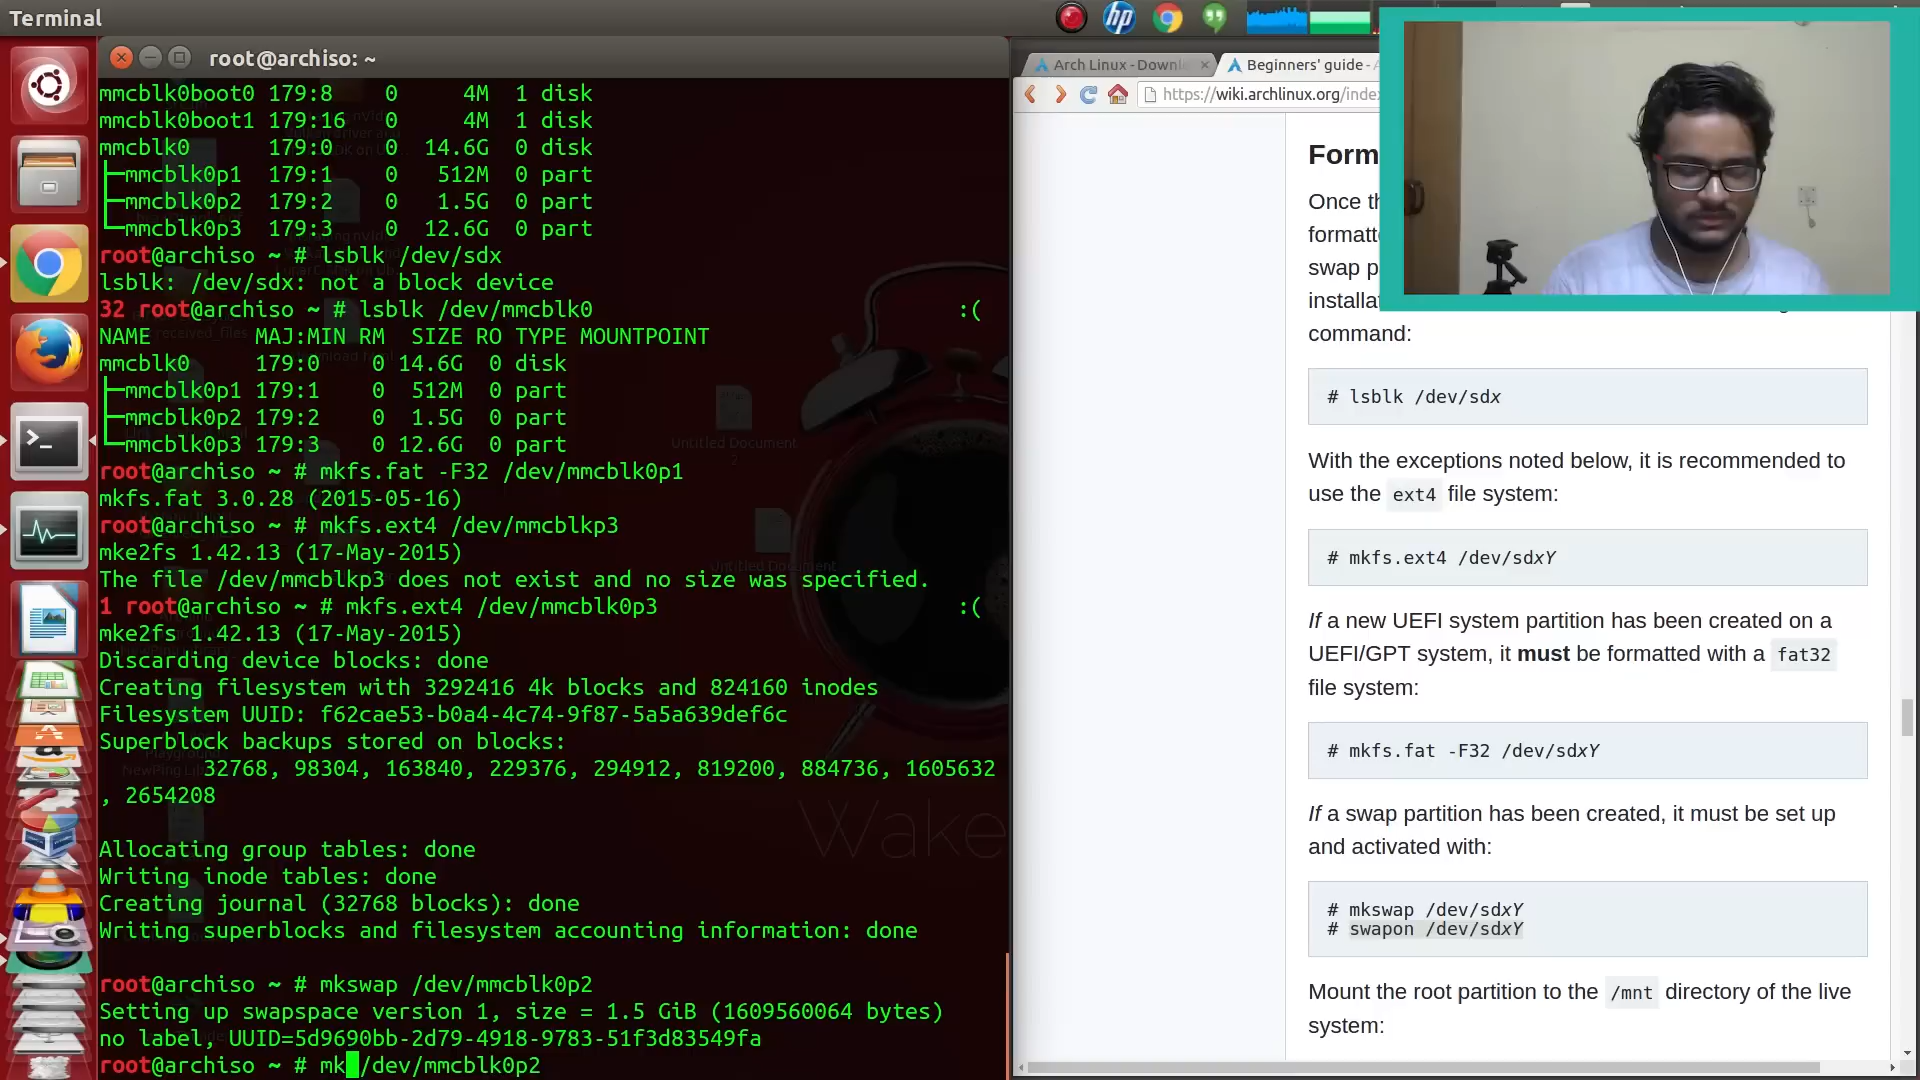 Terminal
root@archiso: ~
mmcblk0boot0 179:8 0 4M 1 disk
mmcblk0boot1 179:16 0 4M 1 disk
mmcblk0 179:0 0 14.6G 0 disk
├─mmcblk0p1 179:1 0 512M 0 part
├─mmcblk0p2 179:2 0 1.5G 0 part
└─mmcblk0p3 179:3 0 12.6G 0 part
root@archiso ~ # lsblk /dev/sdx
lsblk: /dev/sdx: not a block device
32 root@archiso ~ # lsblk /dev/mmcblk0 :(
NAME MAJ:MIN RM SIZE RO TYPE MOUNTPOINT
mmcblk0 179:0 0 14.6G 0 disk
├─mmcblk0p1 179:1 0 512M 0 part
├─mmcblk0p2 179:2 0 1.5G 0 part
└─mmcblk0p3 179:3 0 12.6G 0 part
root@archiso ~ # mkfs.fat -F32 /dev/mmcblk0p1
mkfs.fat 3.0.28 (2015-05-16)
root@archiso ~ # mkfs.ext4 /dev/mmcblkp3
mke2fs 1.42.13 (17-May-2015)
The file /dev/mmcblkp3 does not exist and no size was specified.
1 root@archiso ~ # mkfs.ext4 /dev/mmcblk0p3 :(
mke2fs 1.42.13 (17-May-2015)
Discarding device blocks: done
Creating filesystem with 3292416 4k blocks and 824160 inodes
Filesystem UUID: f62cae53-b0a4-4c74-9f87-5a5a639def6c
Superblock backups stored on blocks:
32768, 98304, 163840, 229376, 294912, 819200, 884736, 1605632
, 2654208
Allocating group tables: done
Writing inode tables: done
Creating journal (32768 blocks): done
Writing superblocks and filesystem accounting information: done
root@archiso ~ # mkswap /dev/mmcblk0p2
Setting up swapspace version 1, size = 1.5 GiB (1609560064 bytes)
no label, UUID=5d9690bb-2d79-4918-9783-51f3d83549fa
root@archiso ~ # mk /dev/mmcblk0p2
Untitled Document
2
Untitled Document
Wake
hp
Arch Linux - Downl
Beginners' guide -
https://wiki.archlinux.org/inde
Form
Once th
formatte
swap p
installa
command:
# lsblk /dev/sdx
With the exceptions noted below, it is recommended to
use the ext4 file system:
# mkfs.ext4 /dev/sdxY
If a new UEFI system partition has been created on a
UEFI/GPT system, it must be formatted with a fat32
file system:
# mkfs.fat -F32 /dev/sdxY
If a swap partition has been created, it must be set up
and activated with:
# mkswap /dev/sdxY
# swapon /dev/sdxY
Mount the root partition to the /mnt directory of the live
system: